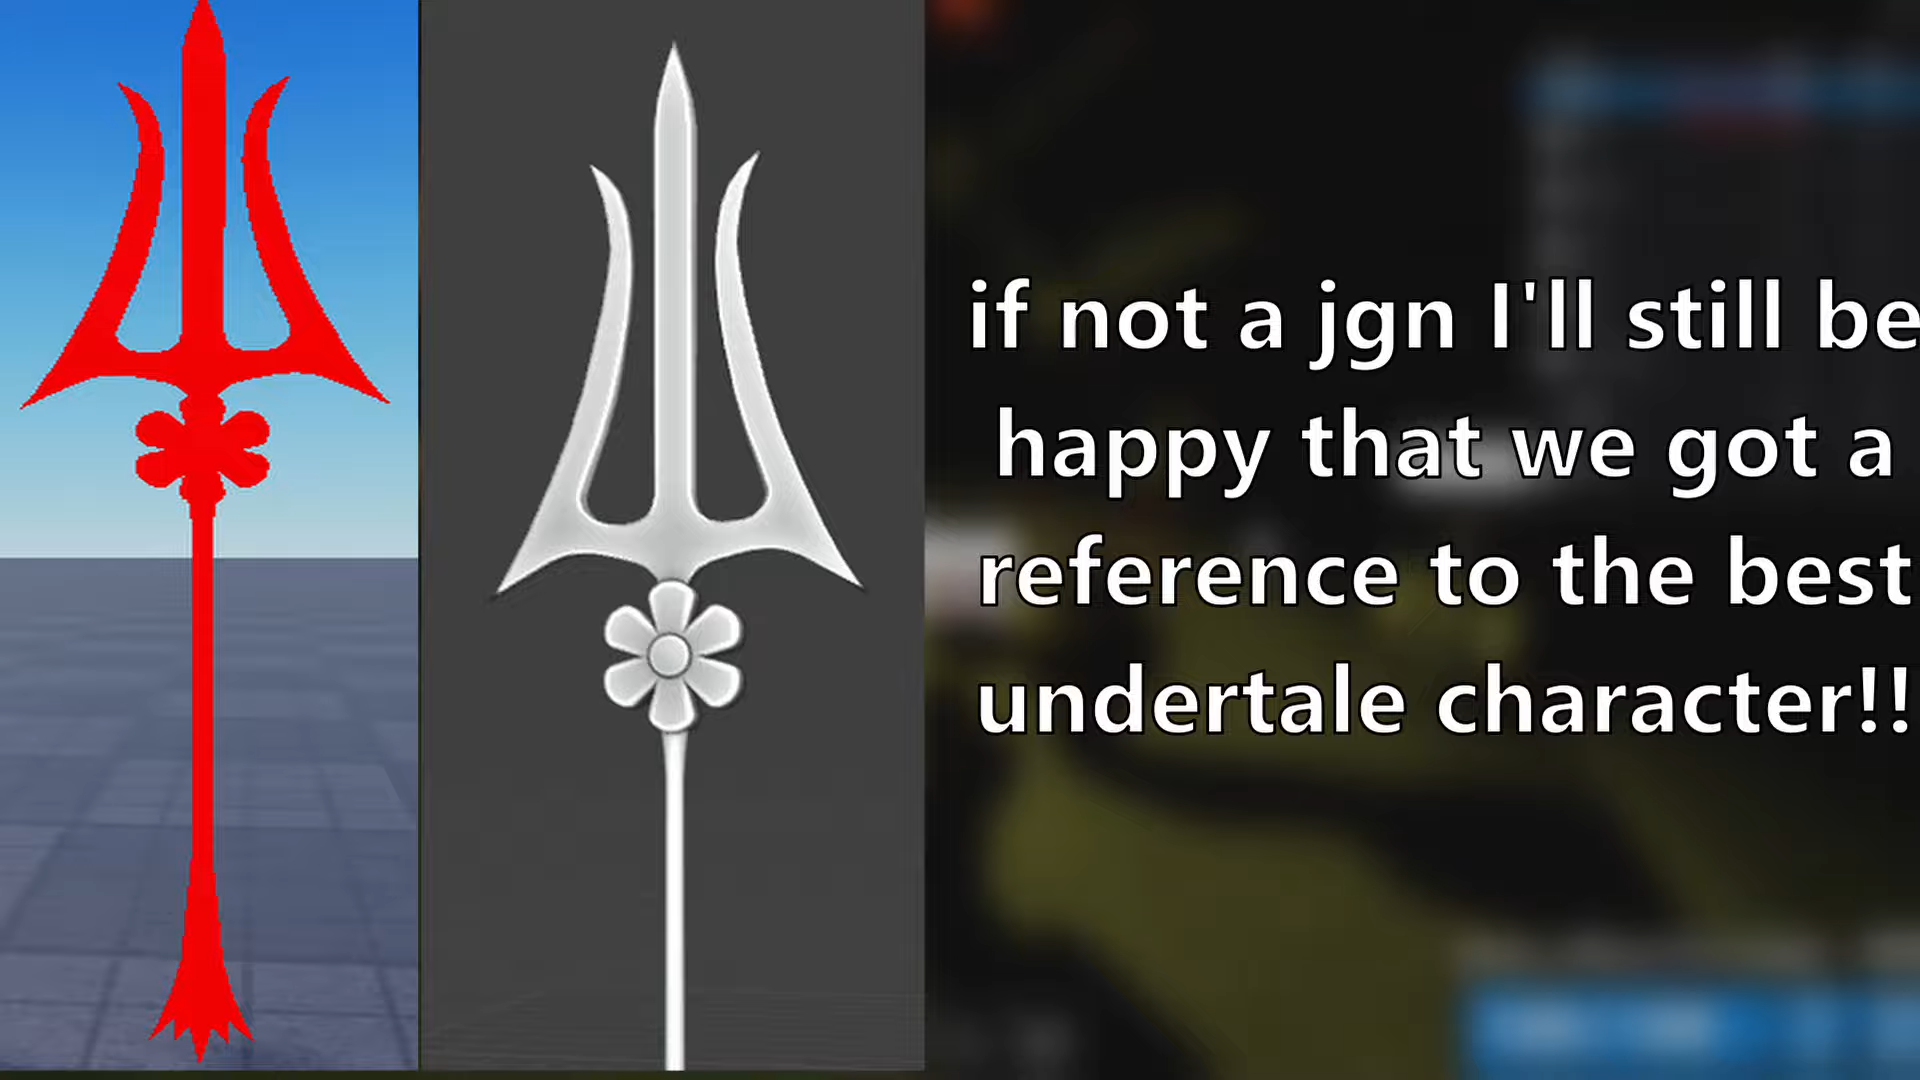 if not a jgn I'll still be
happy that we got a
reference to the best
undertale character!!